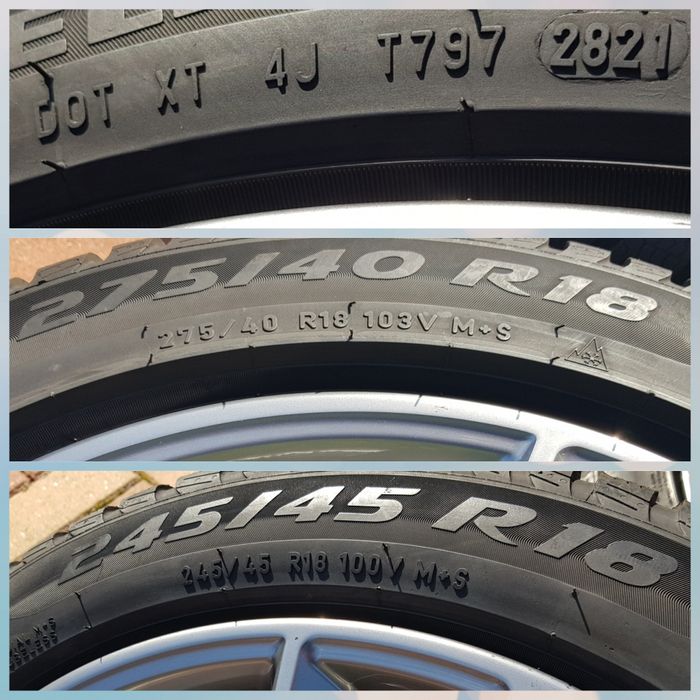 DOT XT 4J T797 2821
275/40 R18
275/40 R18 103V M+S
245/45 R18
245/45 R18 100V M+S